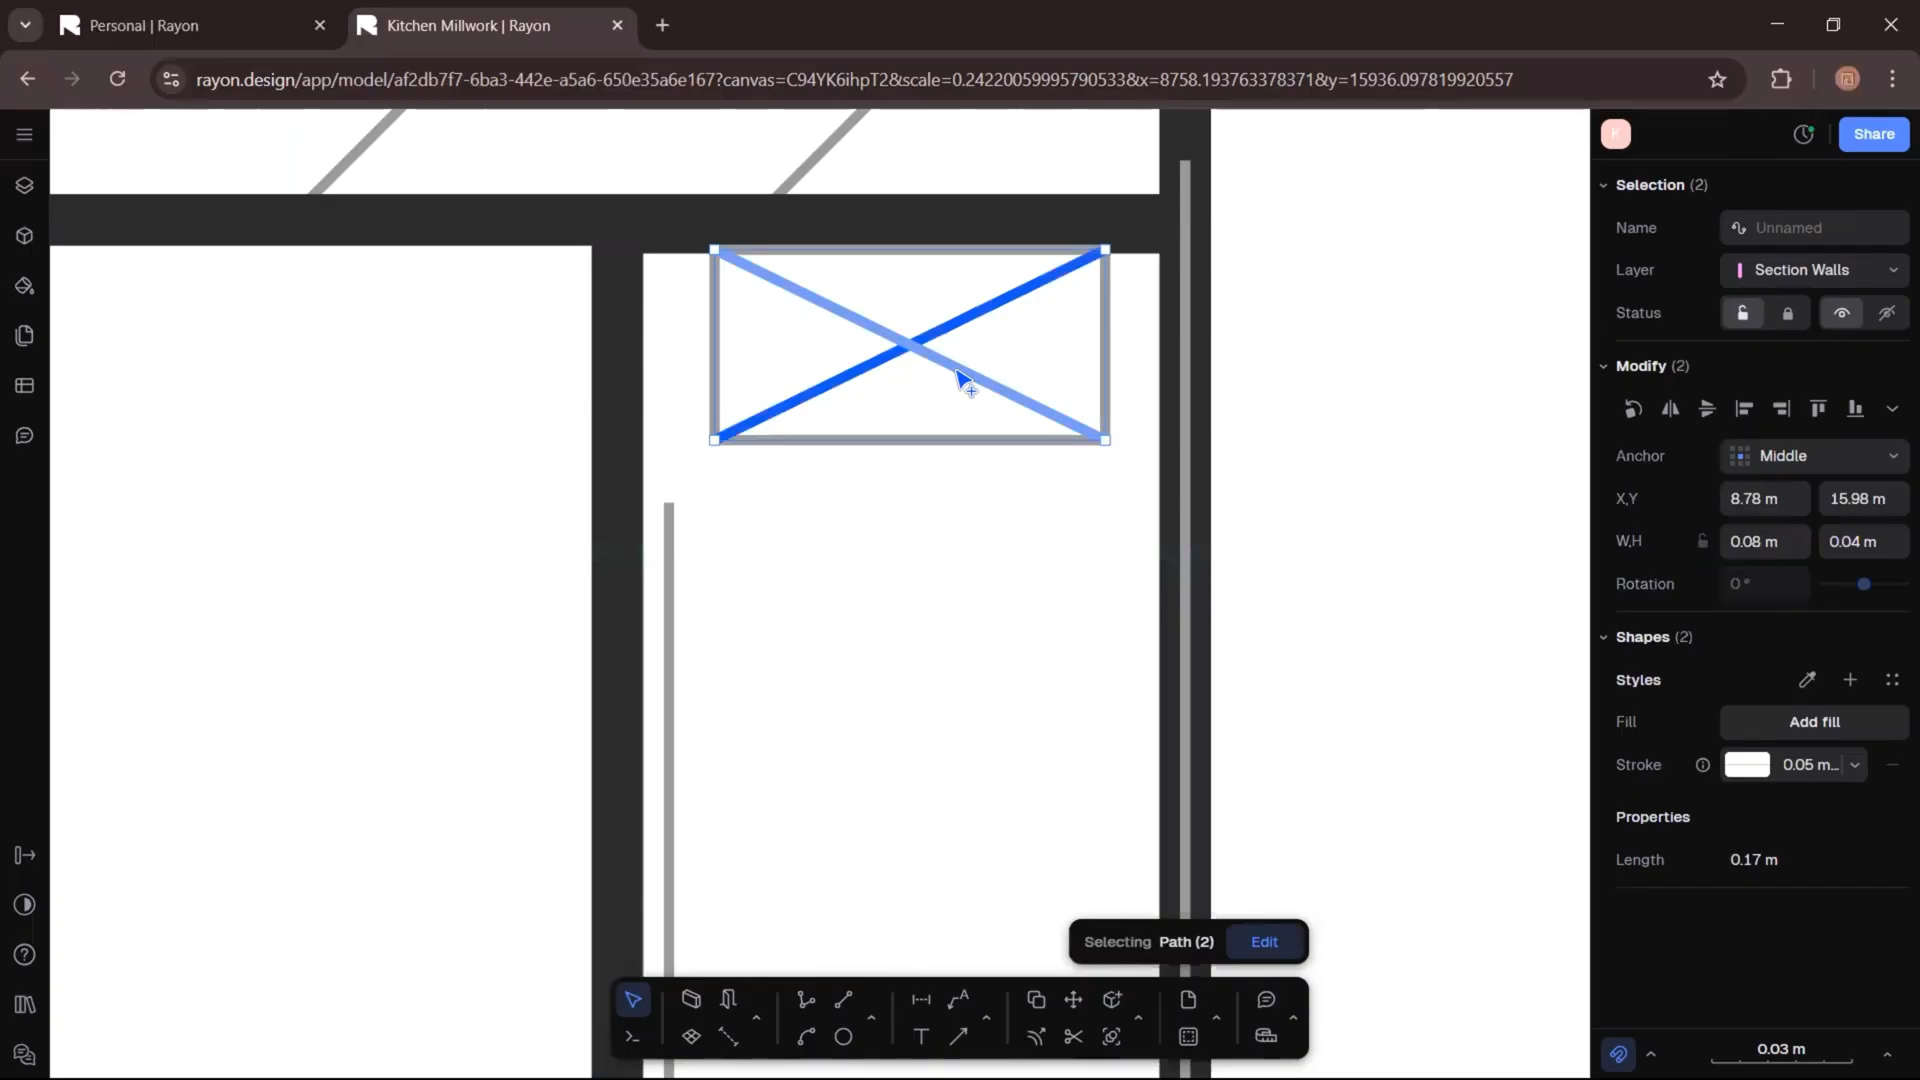 Personal | Rayon
Kitchen Millwork | Rayon
rayon.design/app/model/af2db7f7-6ba3-442e-a5a6-650e35a6e167?canvas=C94YK6ihpT2&scale=0.24220059995790533&x=8758.193763378371&y=15936.097819920557
K
Share
Selection (2)
Name
Unnamed
Layer
Section Walls
Status
Modify (2)
Anchor
Middle
X,Y
8.78 m
15.98 m
W,H
0.08 m
0.04 m
Rotation
0 °
Shapes (2)
Styles
Fill
Add fill
Stroke
0.05 m...
Properties
Length
0.17 m
Selecting Path (2)
Edit
0.03 m